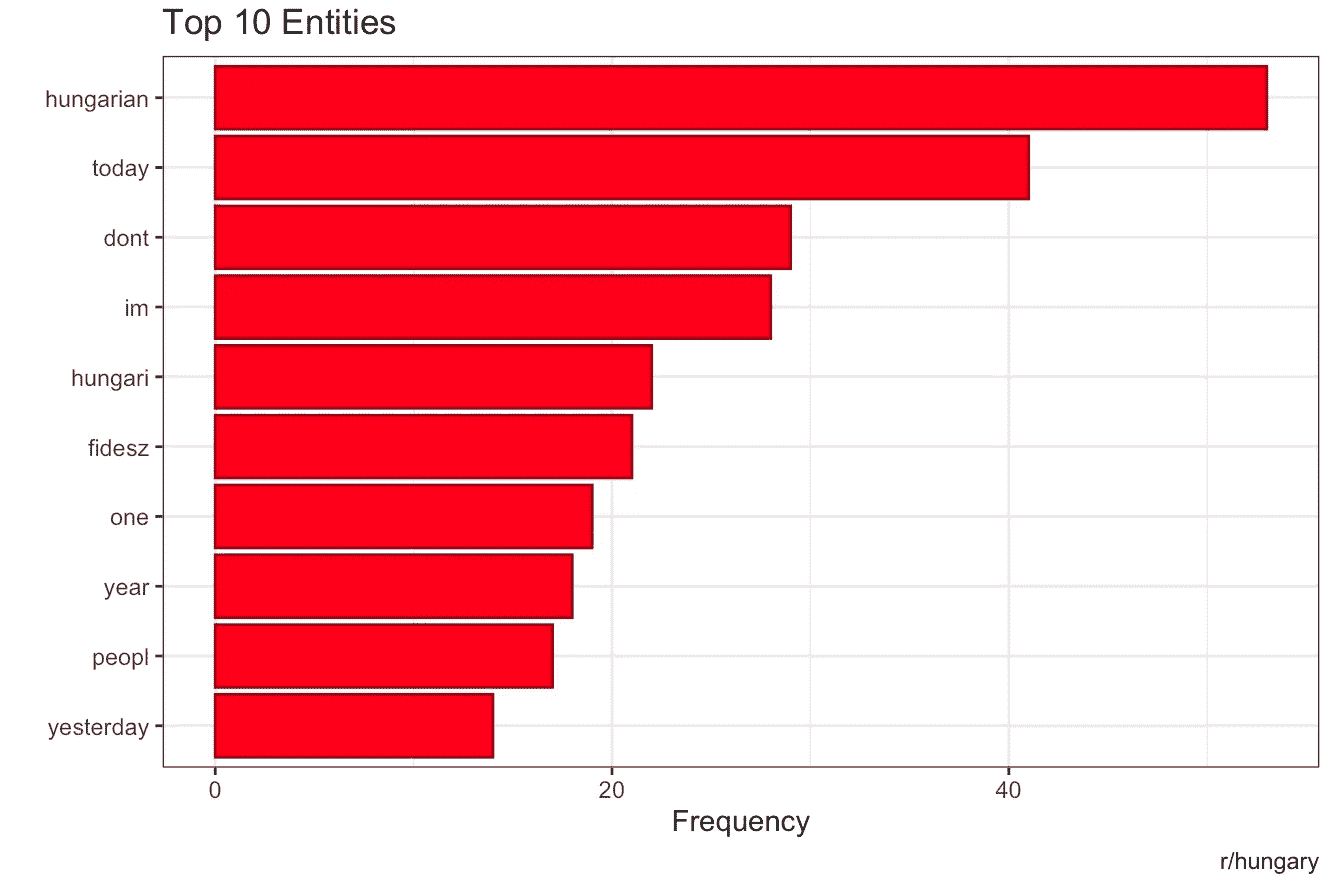 Top 10 Entities
hungarian
today
dont
im
hungari
fidesz
one
year
peopl
yesterday
0 20 40
Frequency
r/hungary